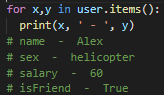 for x,y in user.items():
    print(x, ' - ', y)
# name  -  Alex
# sex  -  helicopter
# salary  -  60
# isFriend  -  True